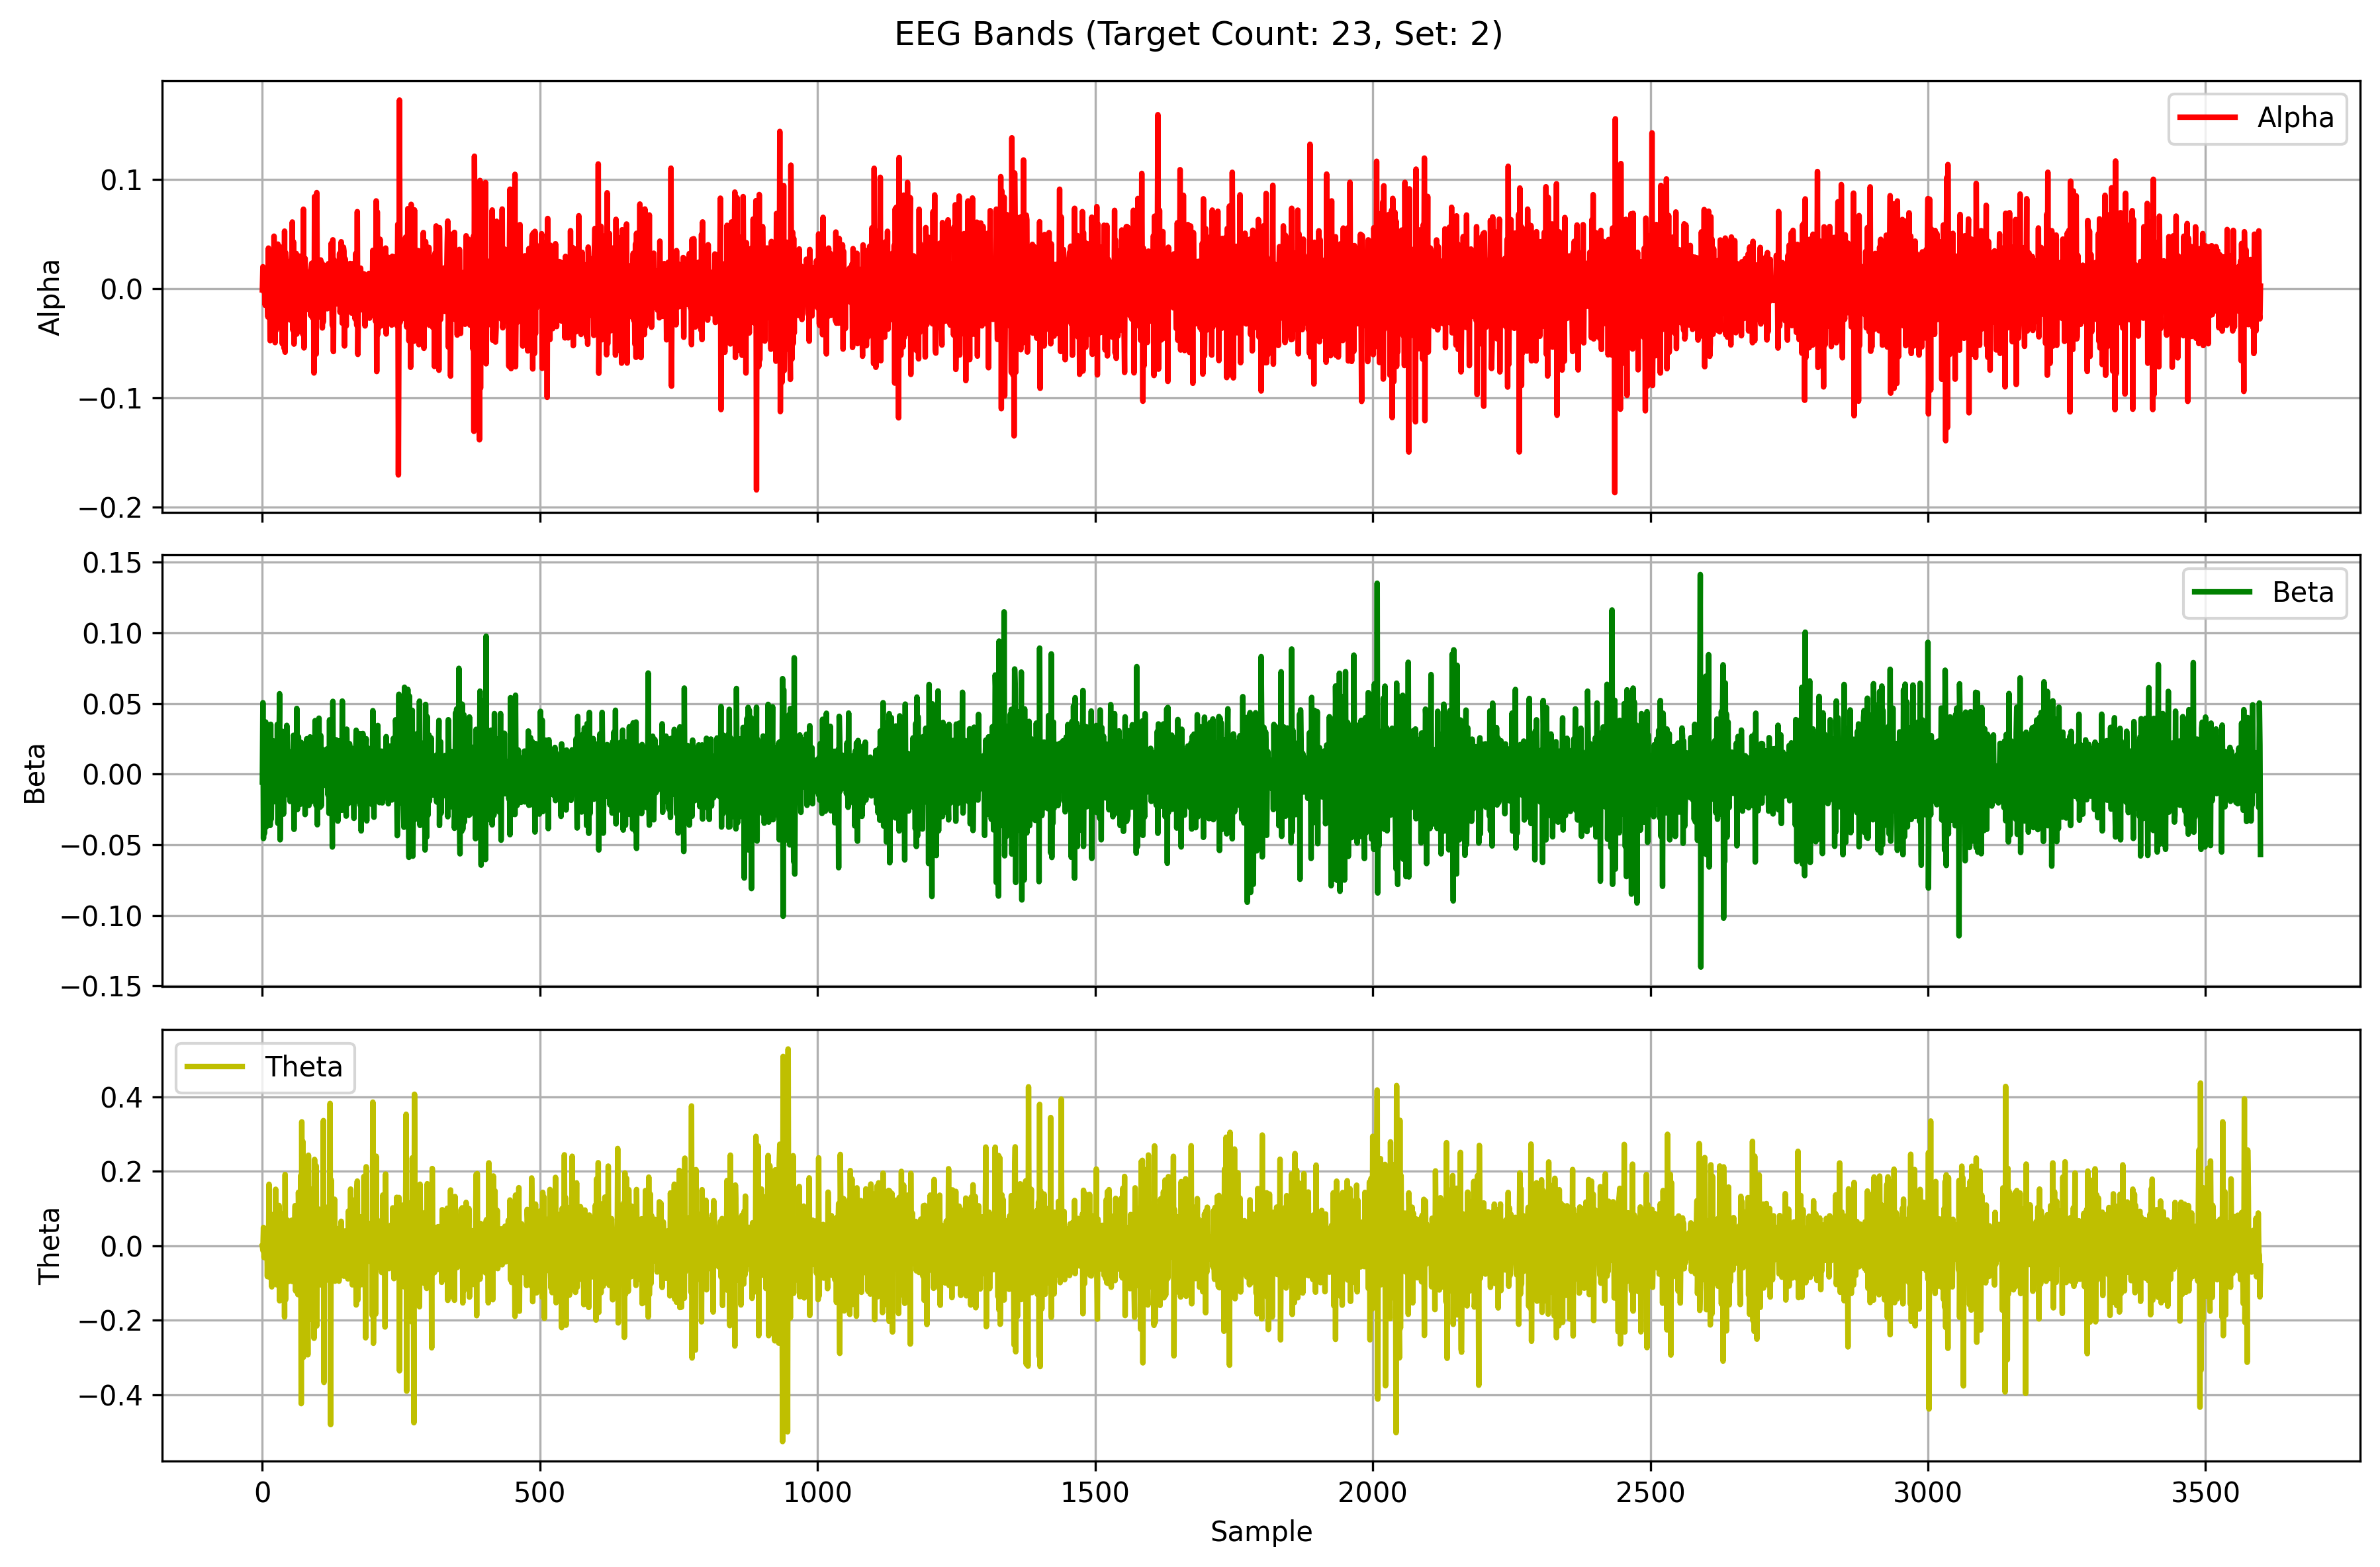 EEG Bands (Target Count: 23, Set: 2)
Alpha
0.1
0.0
−0.1
−0.2
Alpha
0.15
0.10
0.05
0.00
−0.05
−0.10
−0.15
Beta
Beta
0.4
0.2
0.0
−0.2
−0.4
Theta
Theta
0 500 1000 1500 2000 2500 3000 3500
Sample